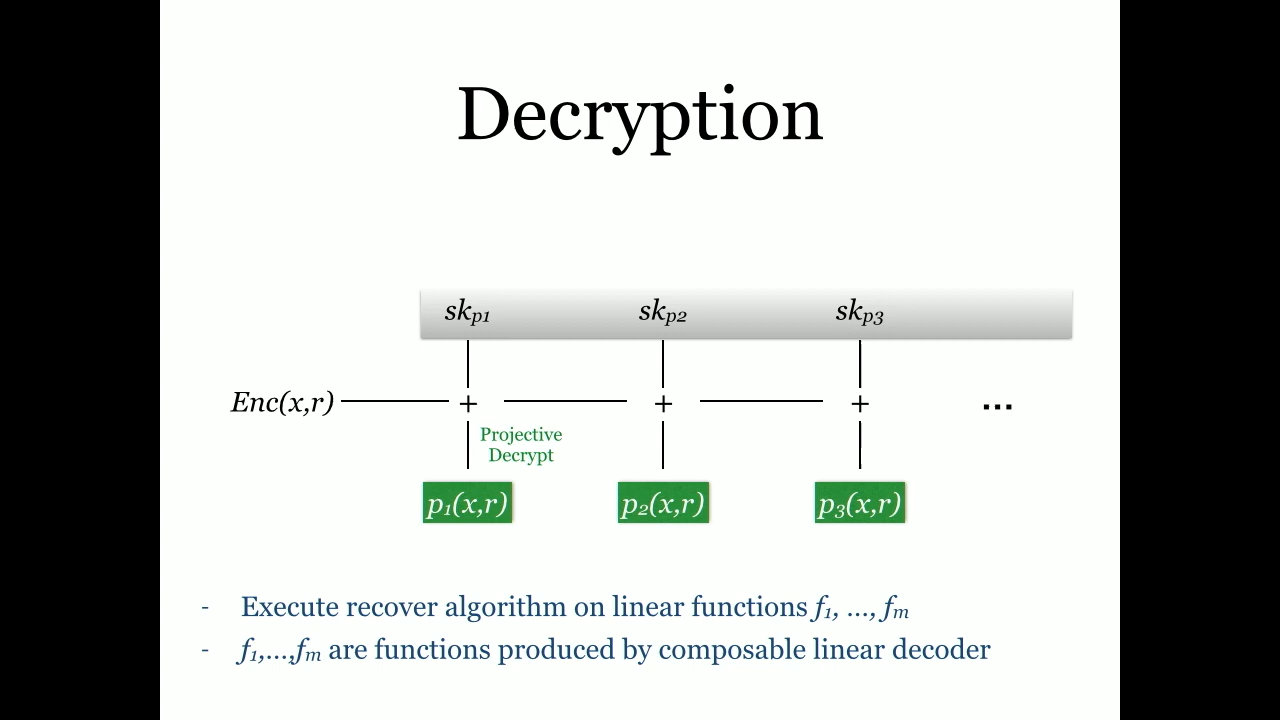 Decryption
skp1 skp2 skp3
Enc(x,r) + + + ...
Projective
Decrypt
p1(x,r) p2(x,r) p3(x,r)
- Execute recover algorithm on linear functions f1, ..., fm
- f1,...,fm are functions produced by composable linear decoder